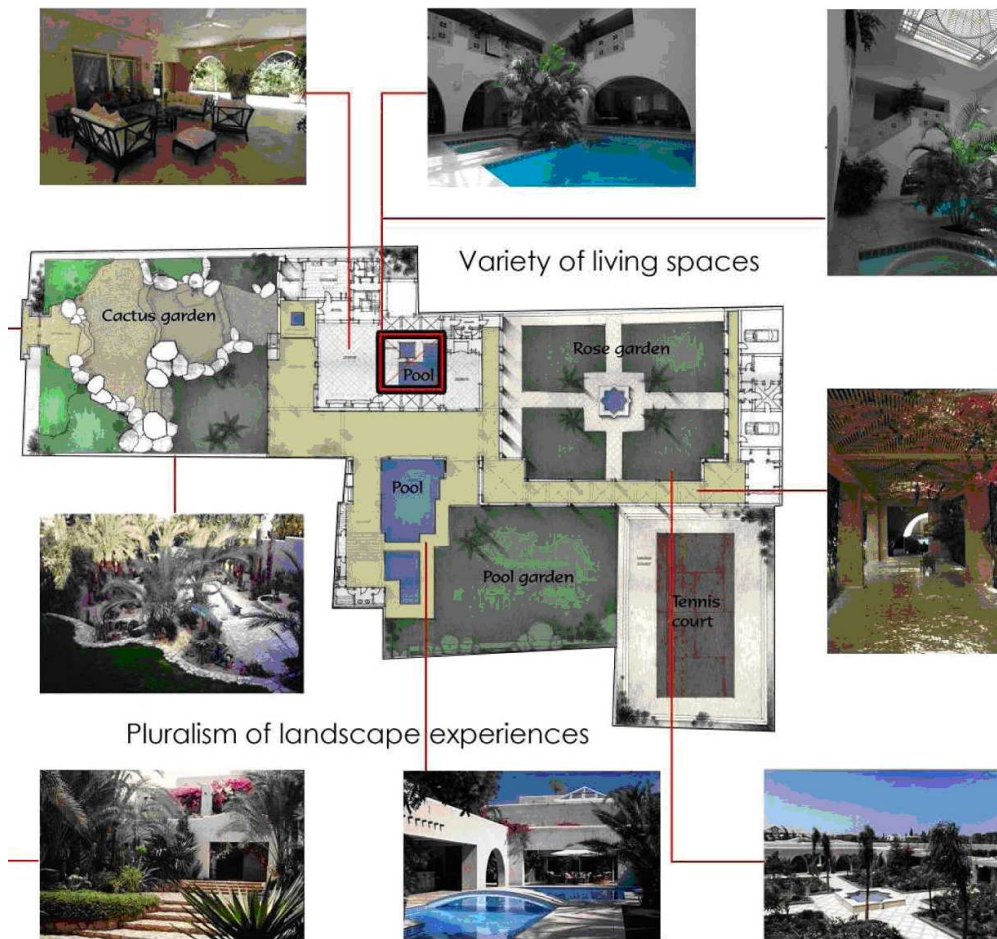 Variety of living spaces
Cactus garden
Rose garden
Pool
Pool
Pool garden
Tennis
court
Pluralism of landscape experiences